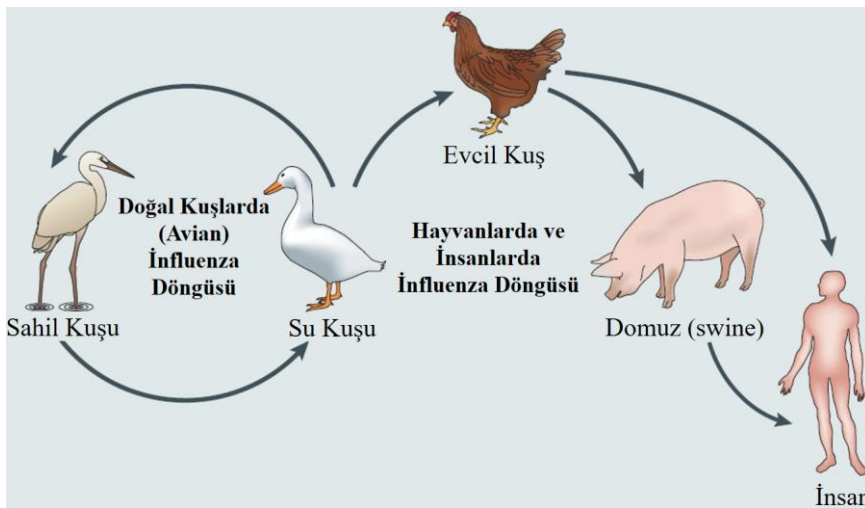 Evcil Kuş
Doğal Kuşlarda
(Avian)
İnfluenza
Döngüsü
Hayvanlarda ve
İnsanlarda
İnfluenza Döngüsü
Sahil Kuşu
Su Kuşu
Domuz (swine)
İnsan